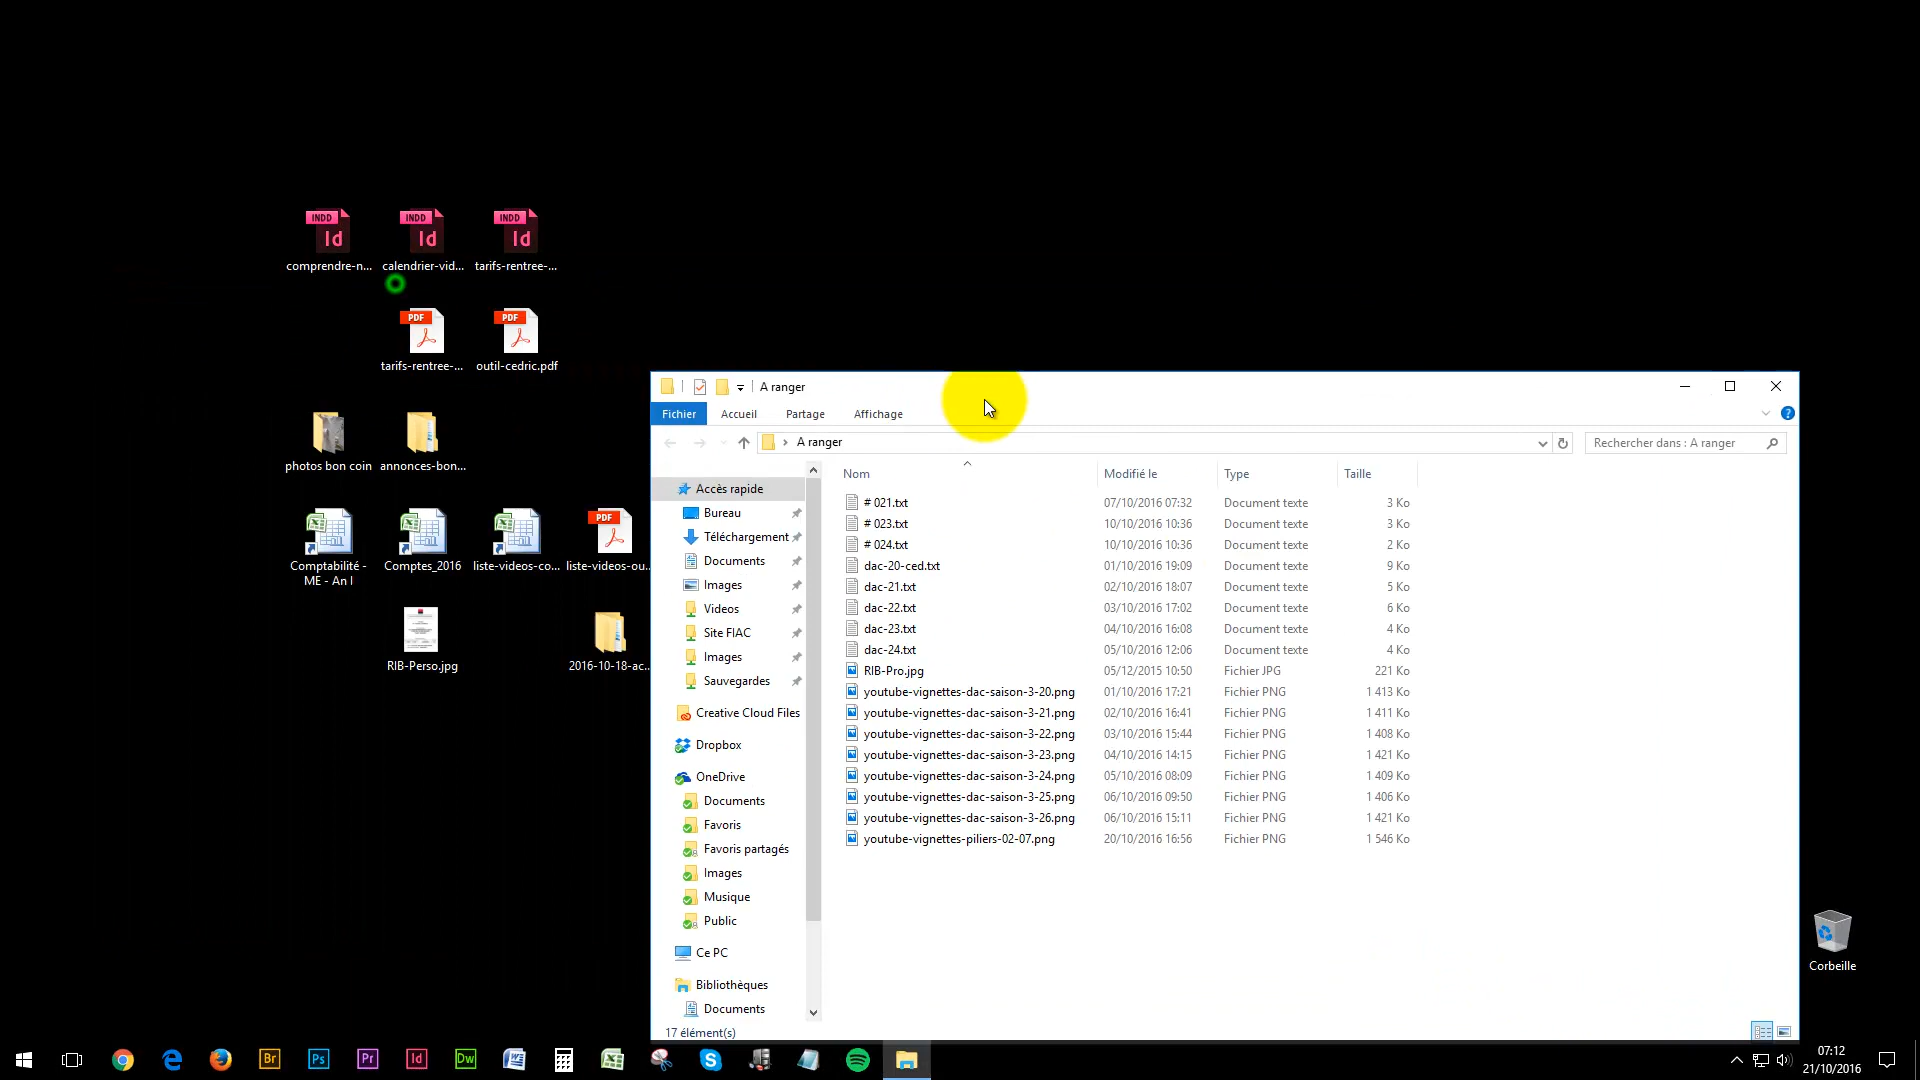 INDD INDD INDD
Id Id Id
comprendre-n... calendrier-vid... tarifs-rentree-...
PDF PDF
tarifs-rentree-... outil-cedric.pdf
photos bon coin annonces-bon...
PDF
Comptabilité - ME - An I
Comptes_2016
liste-videos-co...
liste-videos-ou...
RIB-Perso.jpg
2016-10-18-ac...
A ranger
Fichier Accueil Partage Affichage
A ranger
Rechercher dans : A ranger
Nom Modifié le Type Taille
Accès rapide
Bureau
Téléchargement
Documents
Images
Videos
Site FIAC
Images
Sauvegardes
Creative Cloud Files
Dropbox
OneDrive
Documents
Favoris
Favoris partagés
Images
Musique
Public
Ce PC
Bibliothèques
Documents
# 021.txt 07/10/2016 07:32 Document texte 3 Ko
# 023.txt 10/10/2016 10:36 Document texte 3 Ko
# 024.txt 10/10/2016 10:36 Document texte 2 Ko
dac-20-ced.txt 01/10/2016 19:09 Document texte 9 Ko
dac-21.txt 02/10/2016 18:07 Document texte 5 Ko
dac-22.txt 03/10/2016 17:02 Document texte 6 Ko
dac-23.txt 04/10/2016 16:08 Document texte 4 Ko
dac-24.txt 05/10/2016 12:06 Document texte 4 Ko
RIB-Pro.jpg 05/12/2015 10:50 Fichier JPG 221 Ko
youtube-vignettes-dac-saison-3-20.png 01/10/2016 17:21 Fichier PNG 1 413 Ko
youtube-vignettes-dac-saison-3-21.png 02/10/2016 16:41 Fichier PNG 1 411 Ko
youtube-vignettes-dac-saison-3-22.png 03/10/2016 15:44 Fichier PNG 1 408 Ko
youtube-vignettes-dac-saison-3-23.png 04/10/2016 14:15 Fichier PNG 1 421 Ko
youtube-vignettes-dac-saison-3-24.png 05/10/2016 08:09 Fichier PNG 1 409 Ko
youtube-vignettes-dac-saison-3-25.png 06/10/2016 09:50 Fichier PNG 1 406 Ko
youtube-vignettes-dac-saison-3-26.png 06/10/2016 15:11 Fichier PNG 1 421 Ko
youtube-vignettes-piliers-02-07.png 20/10/2016 16:56 Fichier PNG 1 546 Ko
17 élément(s)
Corbeille
Br Ps Pr Id Dw
07:12
21/10/2016